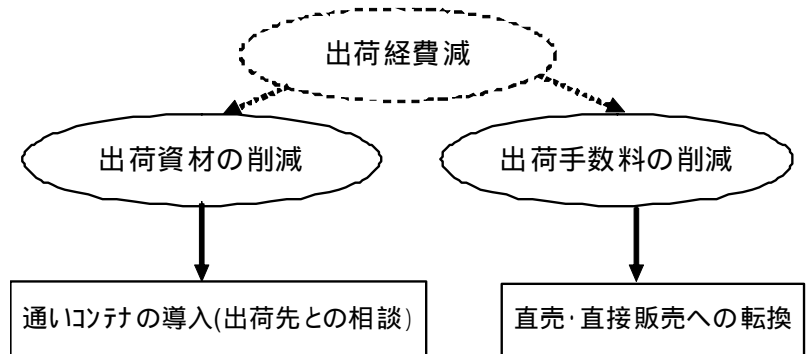 出荷経費減
出荷資材の削減
出荷手数料の削減
通いｺﾝﾃﾅの導入(出荷先との相談)
直売･直接販売への転換